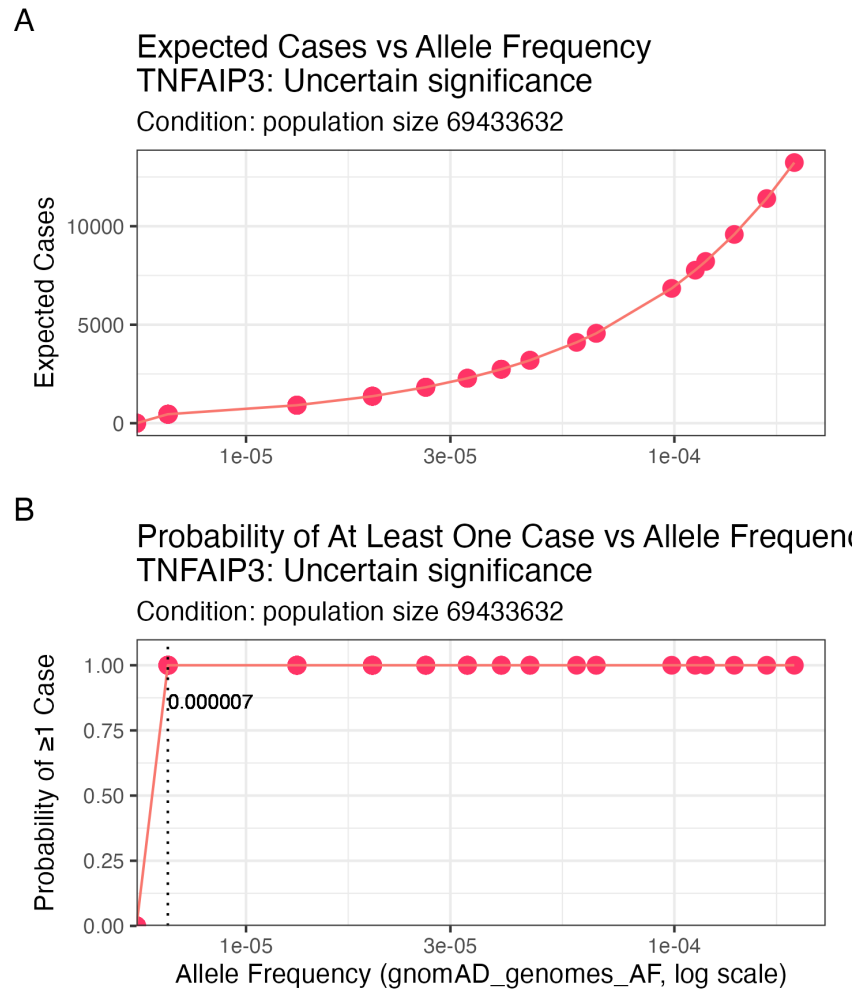 A
Expected Cases vs Allele Frequency
TNFAIP3: Uncertain significance
Condition: population size 69433632
Expected Cases
10000
5000
0
1e-05 3e-05 1e-04
B
Probability of At Least One Case vs Allele Frequenc
TNFAIP3: Uncertain significance
Condition: population size 69433632
Probability of ≥1 Case
1.00
0.75
0.50
0.25
0.00
0.000007
1e-05 3e-05 1e-04
Allele Frequency (gnomAD_genomes_AF, log scale)